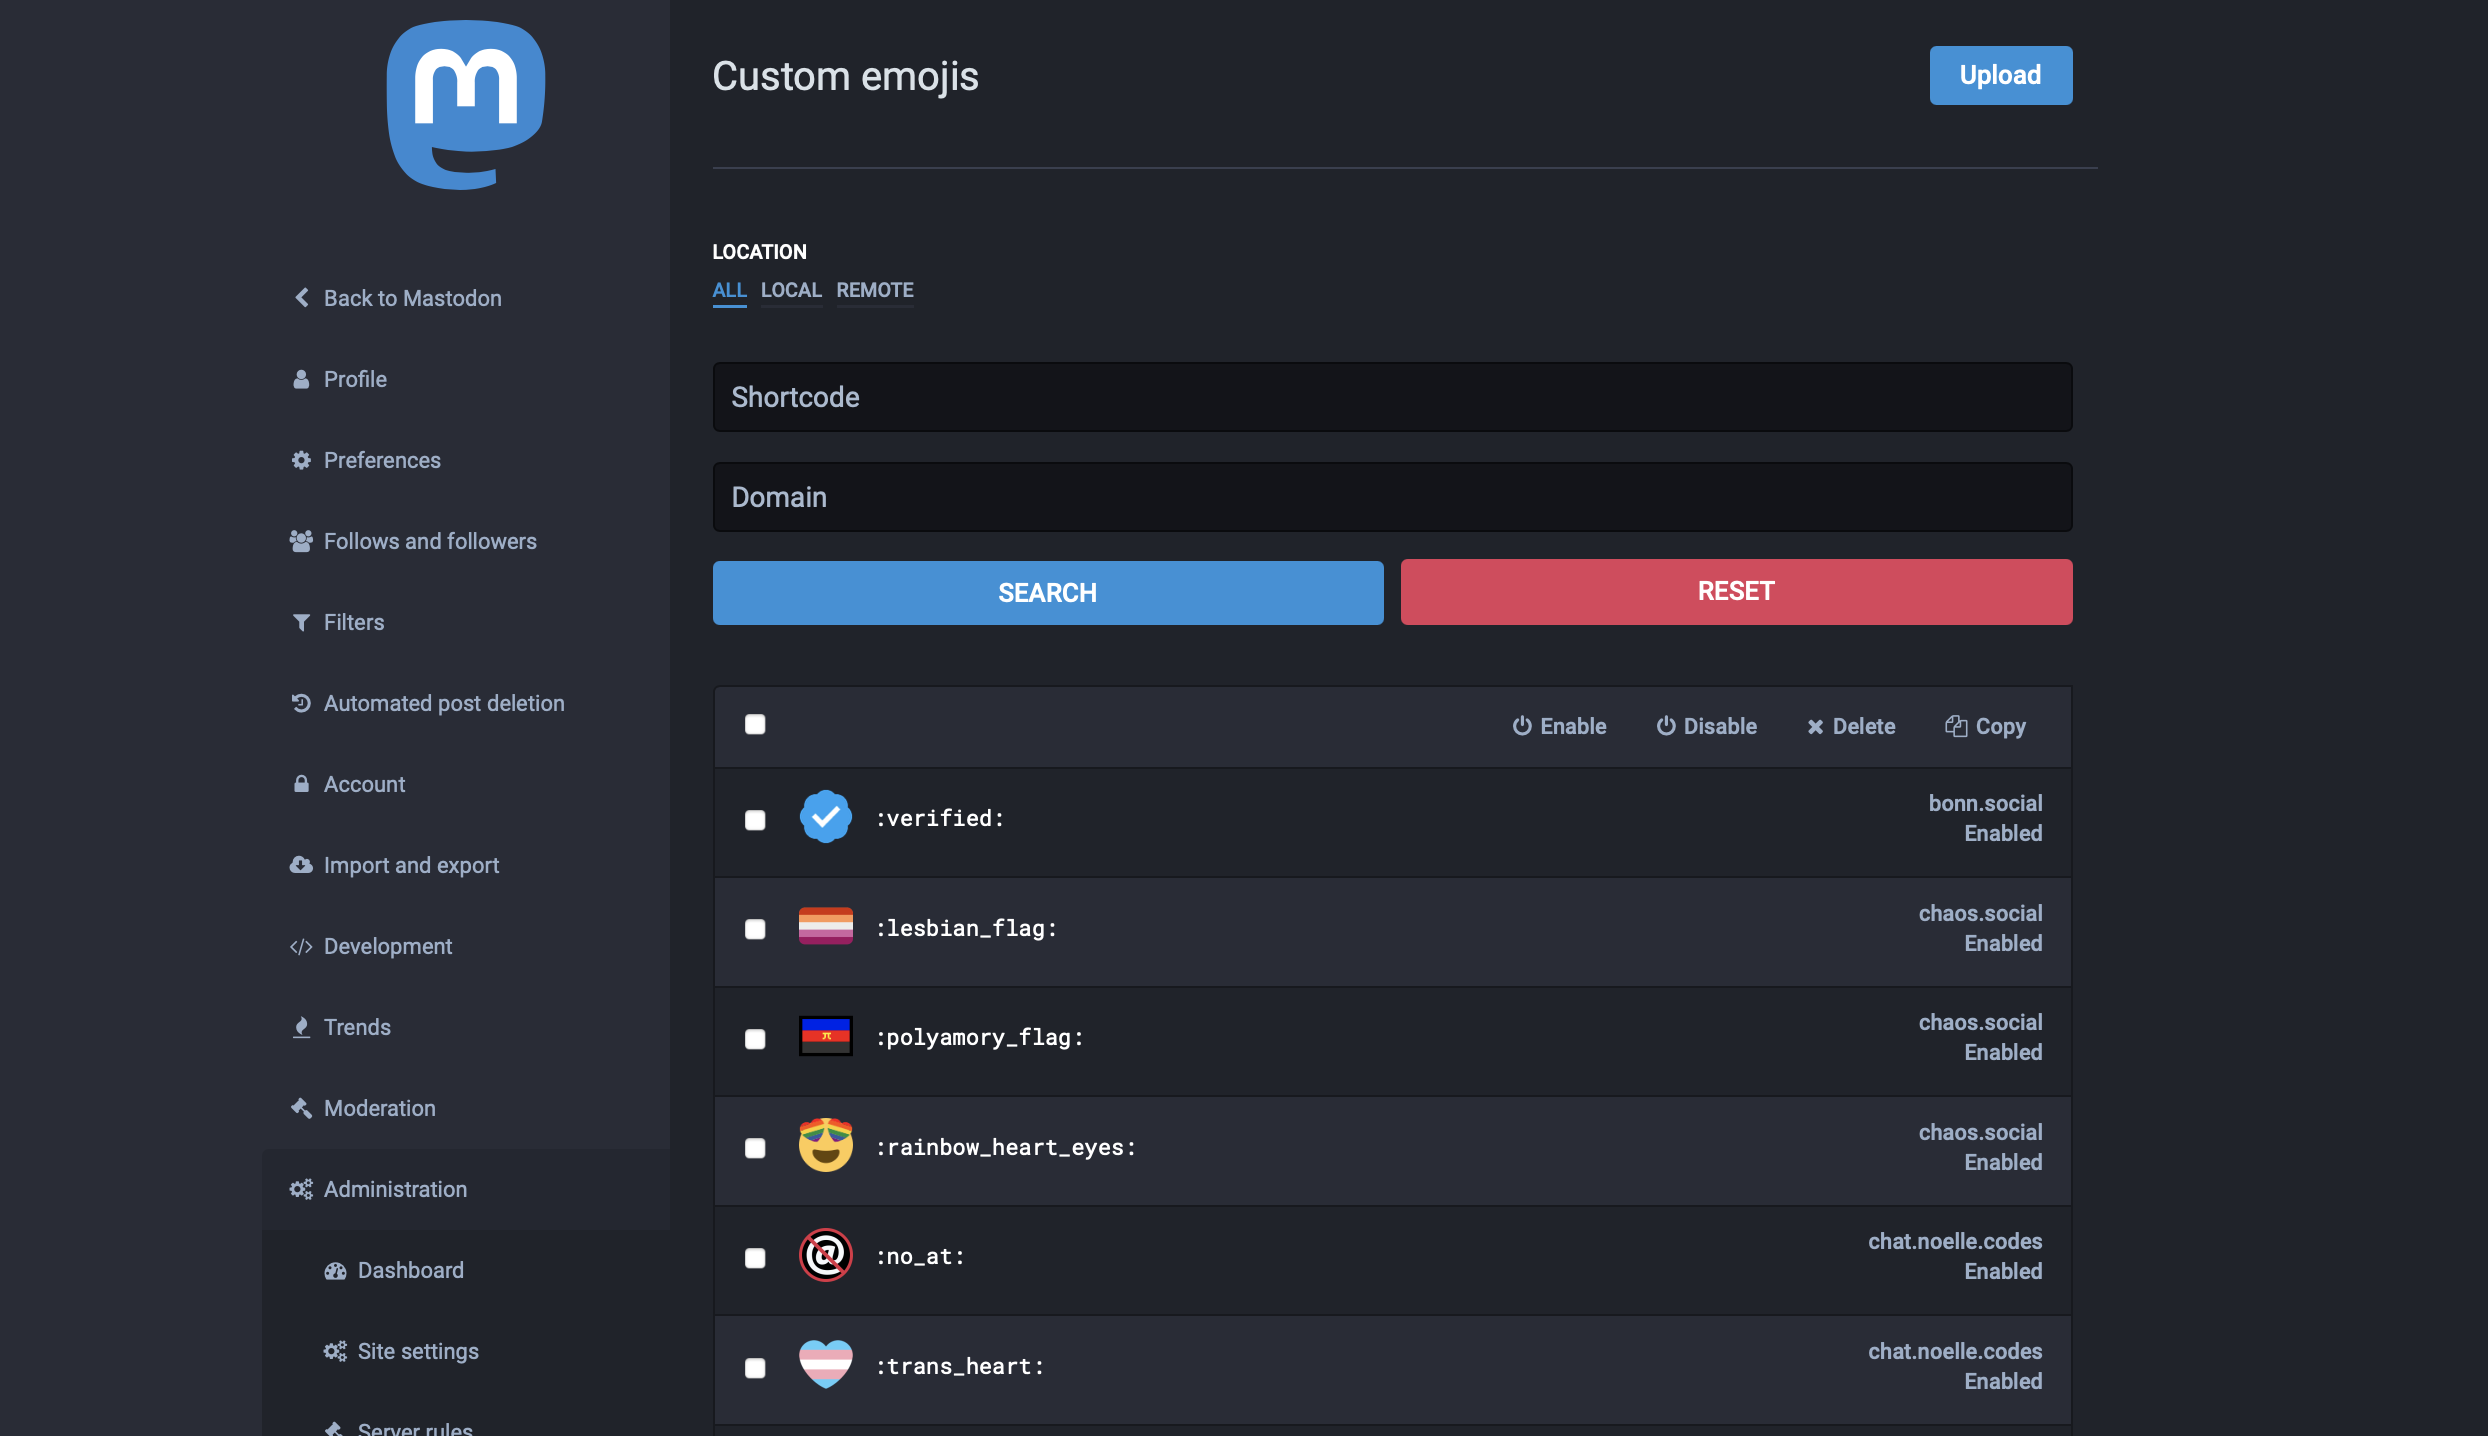 m
Back to Mastodon
Profile
Preferences
Follows and followers
Filters
Automated post deletion
Account
Import and export
Development
Trends
Moderation
Administration
Dashboard
Site settings
Server rules
Custom emojis
Upload
LOCATION
ALL LOCAL REMOTE
Shortcode
Domain
SEARCH RESET
Enable Disable Delete Copy
:verified: bonn.social
Enabled
:lesbian_flag: chaos.social
Enabled
π
:polyamory_flag: chaos.social
Enabled
:rainbow_heart_eyes: chaos.social
Enabled
@
:no_at: chat.noelle.codes
Enabled
:trans_heart: chat.noelle.codes
Enabled